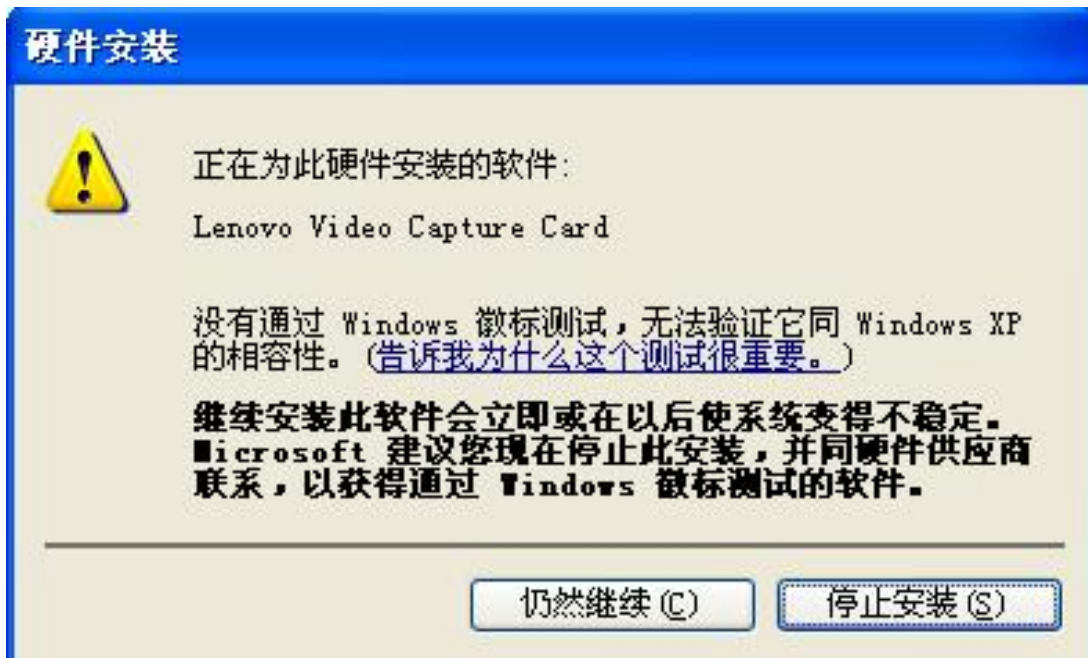 硬件安装
正在为此硬件安装的软件:
Lenovo Video Capture Card
没有通过 Windows 徽标测试，无法验证它同 Windows XP
的相容性。(告诉我为什么这个测试很重要。)
继续安装此软件会立即或在以后使系统变得不稳定。
Microsoft 建议您现在停止此安装，并同硬件供应商
联系，以获得通过 Windows 徽标测试的软件。
仍然继续(C)
停止安装(S)